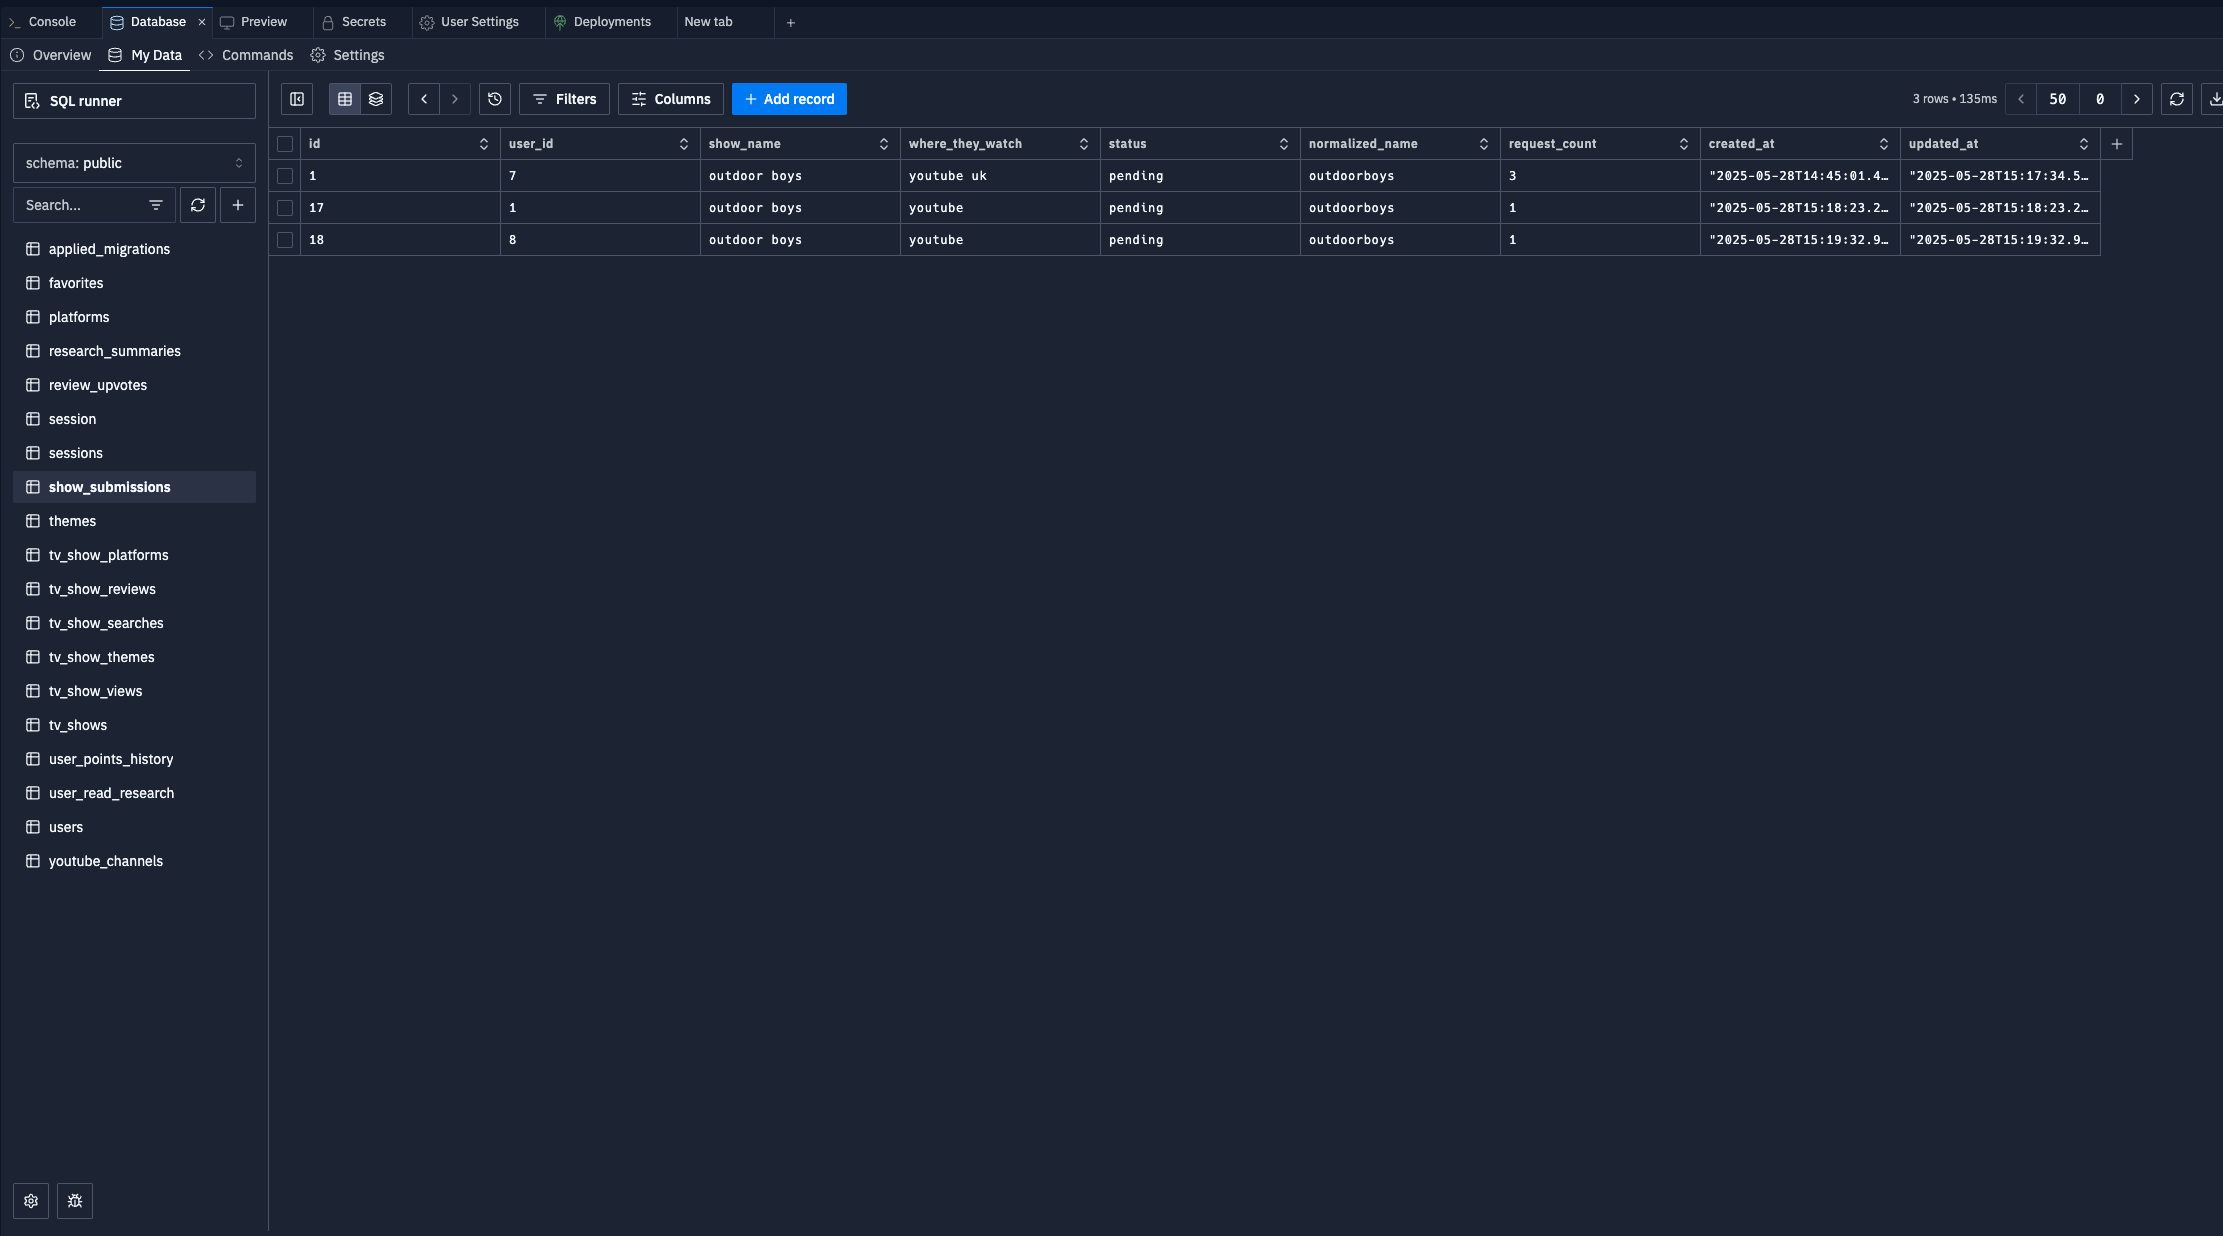 Console Database Preview Secrets User Settings Deployments New tab
Overview My Data Commands Settings
SQL runner Filters Columns Add record 3 rows • 135ms 50 0
schema: public
Search...
applied_migrations
favorites
platforms
research_summaries
review_upvotes
session
sessions
show_submissions
themes
tv_show_platforms
tv_show_reviews
tv_show_searches
tv_show_themes
tv_show_views
tv_shows
user_points_history
user_read_research
users
youtube_channels
id user_id show_name where_they_watch status normalized_name request_count created_at updated_at
1 7 outdoor boys youtube uk pending outdoorboys 3 "2025-05-28T14:45:01.4… "2025-05-28T15:17:34.5…
17 1 outdoor boys youtube pending outdoorboys 1 "2025-05-28T15:18:23.2… "2025-05-28T15:18:23.2…
18 8 outdoor boys youtube pending outdoorboys 1 "2025-05-28T15:19:32.9… "2025-05-28T15:19:32.9…